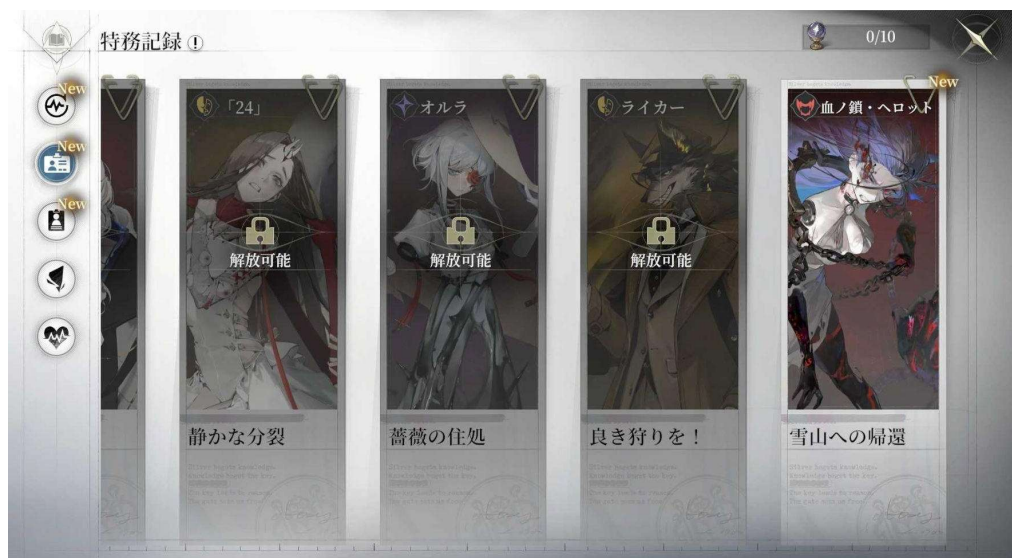 特務記録
0/10
New
New
New
「24」
解放可能
静かな分裂
オルラ
解放可能
薔薇の住処
ライカー
解放可能
良き狩りを！
New
血ノ鎖・ヘロット
雪山への帰還